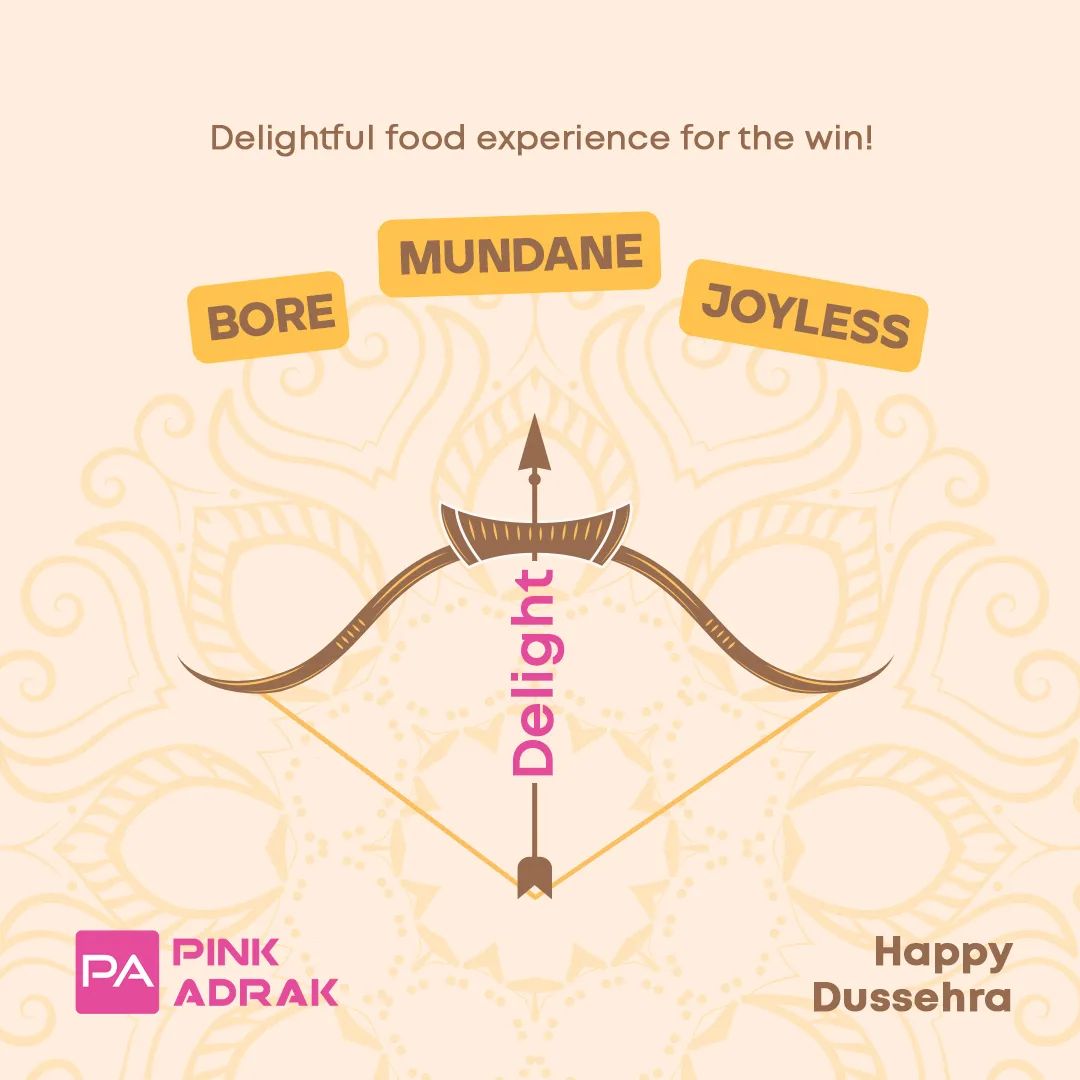 Delightful food experience for the win!
BORE
MUNDANE
JOYLESS
Delight
PA
PINK
ADRAK
Happy
Dussehra